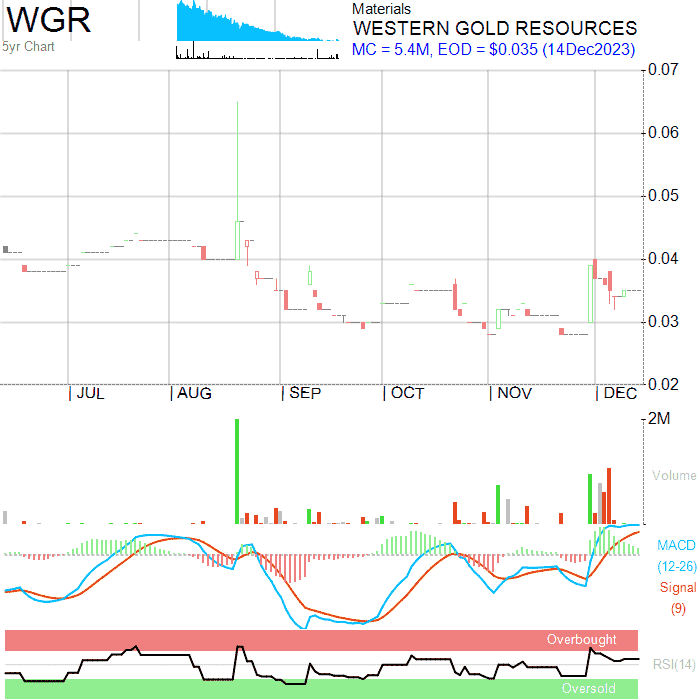 WGR
5yr Chart
Materials
WESTERN GOLD RESOURCES
MC = 5.4M, EOD = $0.035 (14Dec2023)
0.07
0.06
0.05
0.04
0.03
0.02
JUL AUG SEP OCT NOV DEC
2M
Volume
MACD
(12-26)
Signal
(9)
Overbought
RSI(14)
Oversold